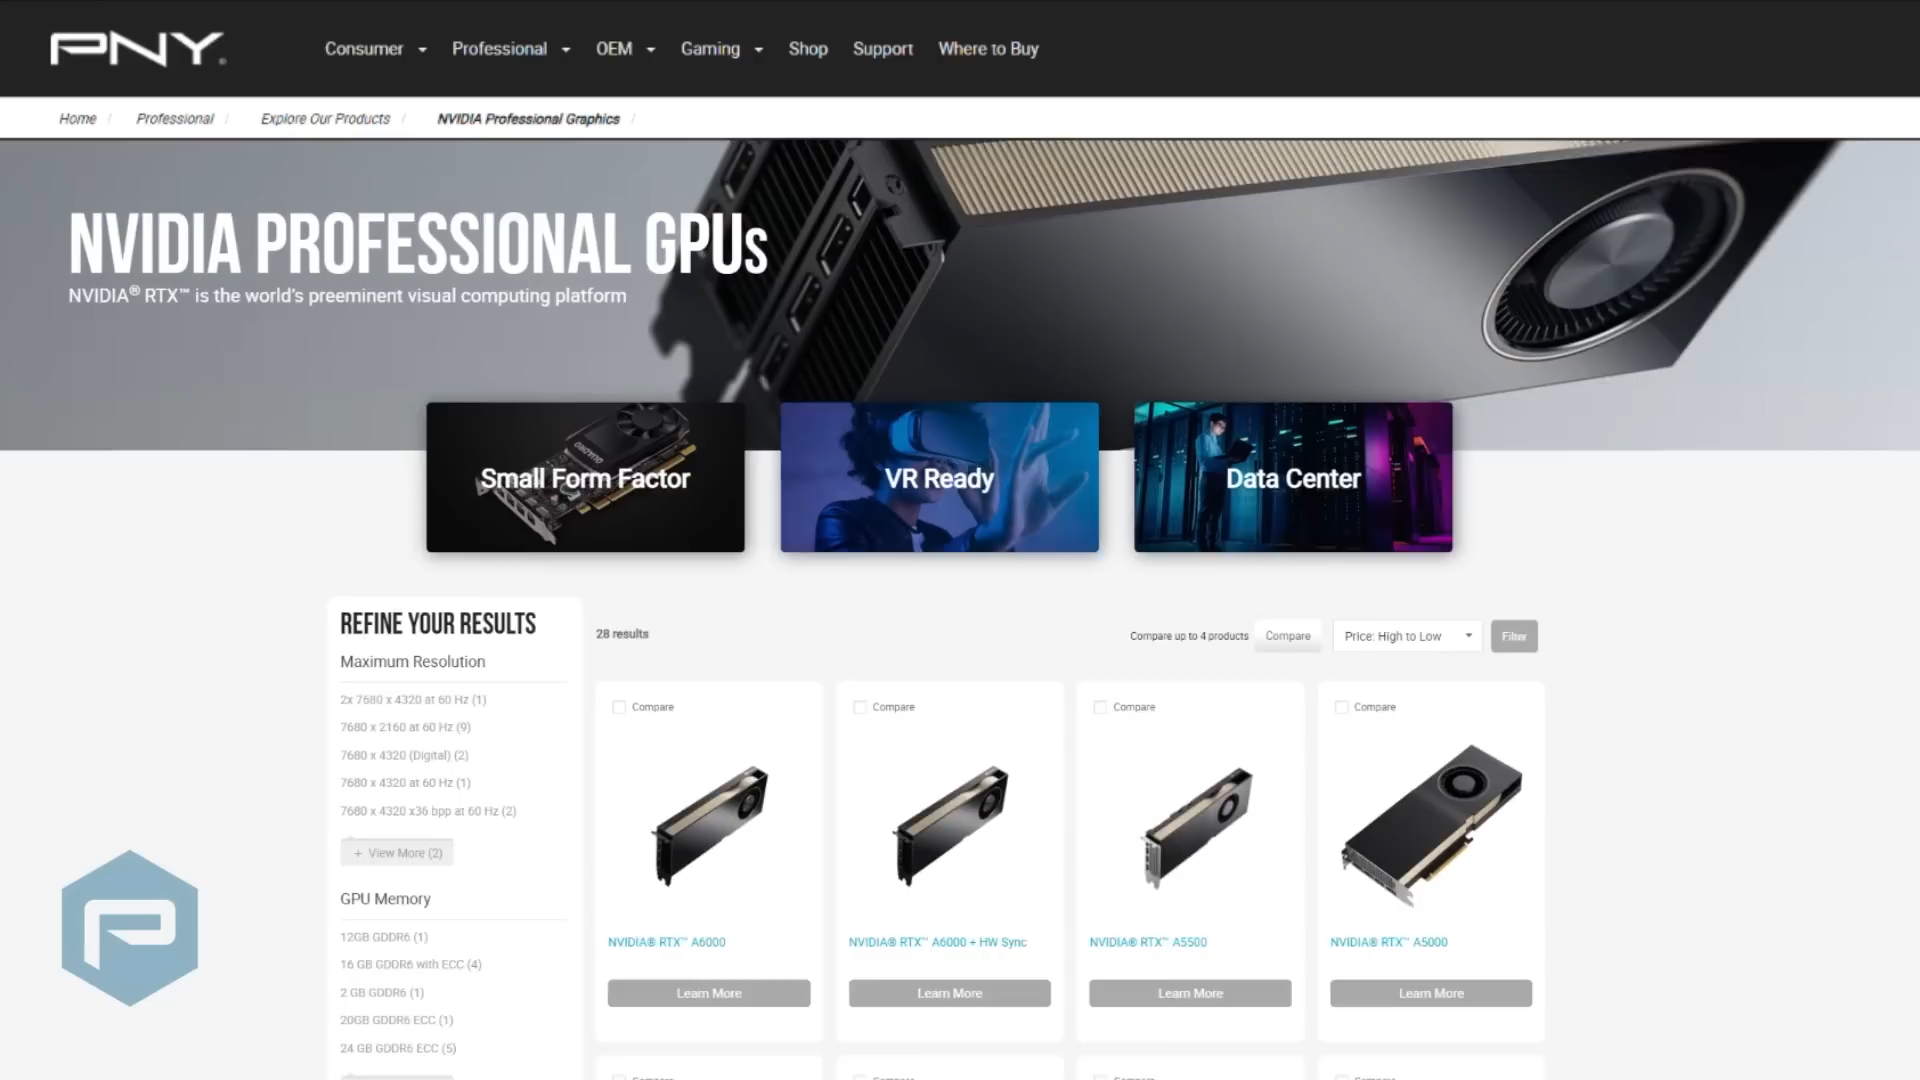 PNY
Consumer
Professional
OEM
Gaming
Shop
Support
Where to Buy
Home / Professional / Explore Our Products / NVIDIA Professional Graphics /
NVIDIA PROFESSIONAL GPUs
NVIDIA® RTX™ is the world's preeminent visual computing platform
QUADRO
Small Form Factor
VR Ready
Data Center
REFINE YOUR RESULTS
28 results
Compare up to 4 products
Compare
Price: High to Low
Filter
Maximum Resolution
2x 7680 x 4320 at 60 Hz (1)
7680 x 2160 at 60 Hz (9)
7680 x 4320 (Digital) (2)
7680 x 4320 at 60 Hz (1)
7680 x 4320 x36 bpp at 60 Hz (2)
+ View More (2)
GPU Memory
12GB GDDR6 (1)
16 GB GDDR6 with ECC (4)
2 GB GDDR6 (1)
20GB GDDR6 ECC (1)
24 GB GDDR6 ECC (5)
Compare
Compare
Compare
Compare
NVIDIA® RTX™ A6000
NVIDIA® RTX™ A6000 + HW Sync
NVIDIA® RTX™ A5500
NVIDIA® RTX™ A5000
Learn More
Learn More
Learn More
Learn More